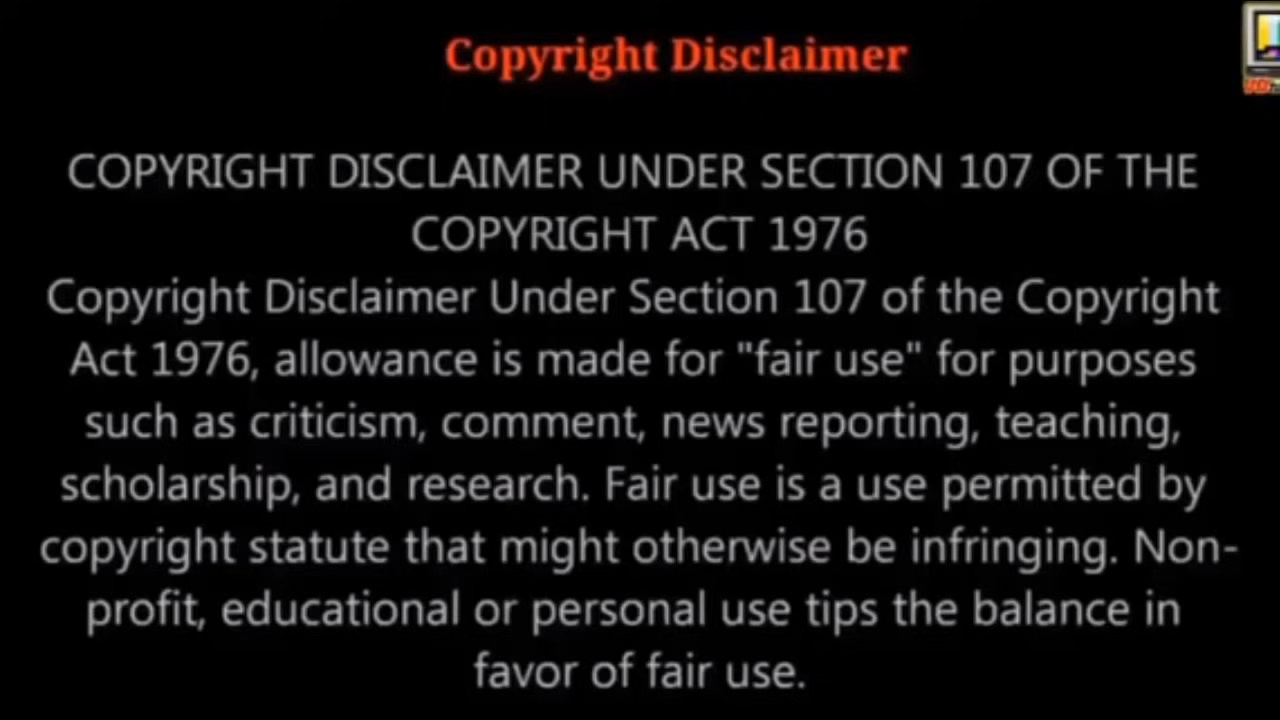 Copyright Disclaimer
COPYRIGHT DISCLAIMER UNDER SECTION 107 OF THE
COPYRIGHT ACT 1976
Copyright Disclaimer Under Section 107 of the Copyright
Act 1976, allowance is made for "fair use" for purposes
such as criticism, comment, news reporting, teaching,
scholarship, and research. Fair use is a use permitted by
copyright statute that might otherwise be infringing. Non-
profit, educational or personal use tips the balance in
favor of fair use.